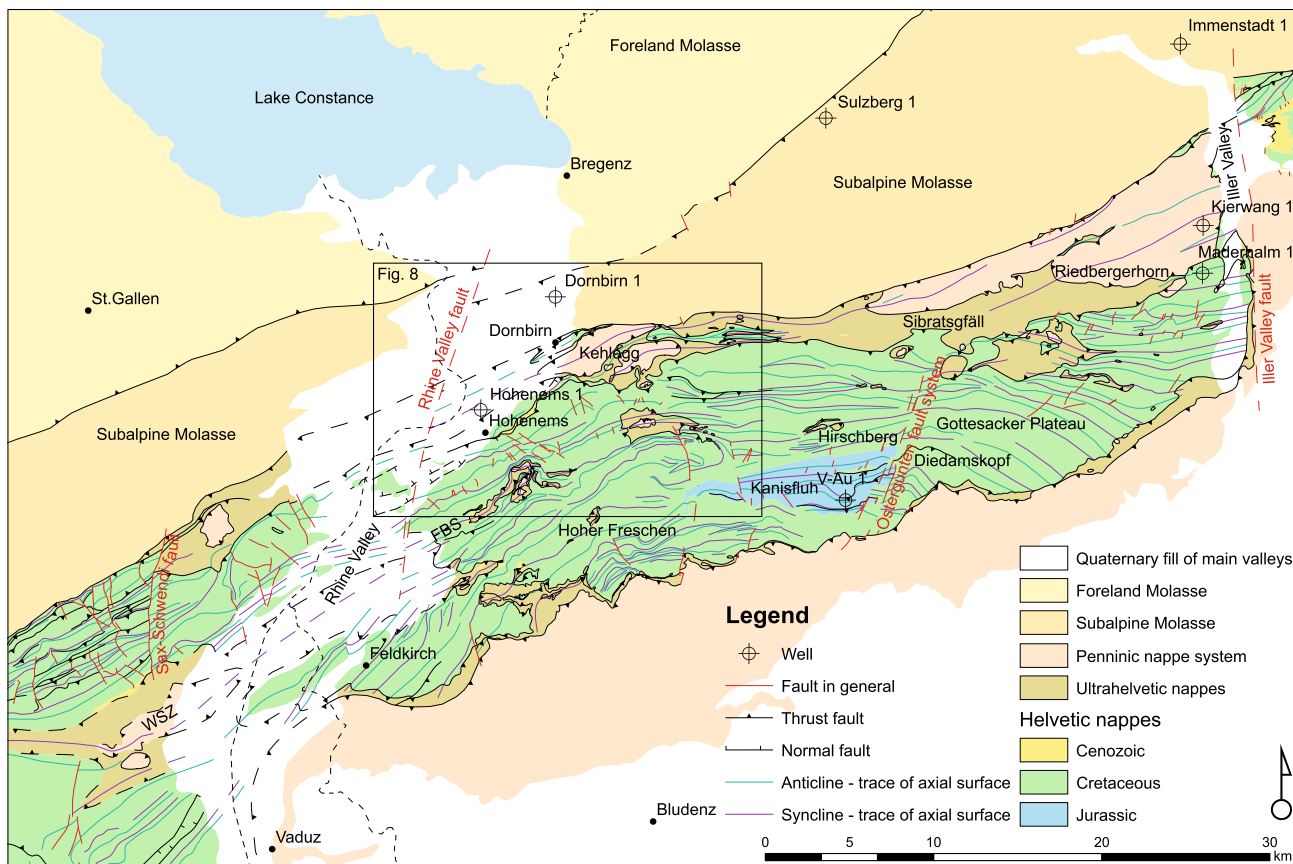 Immenstadt 1
Foreland Molasse
Lake Constance
Sulzberg 1
Iller Valley
Bregenz
Subalpine Molasse
Kierwang 1
Maderhalm 1
Fig. 8
Riedbergerhorn
Dornbirn 1
St.Gallen
Rhine Valley fault
Iller Valley fault
Sibratsgfäll
Dornbirn
Kehlegg
Hohenems 1
Hohenems
Ostergunten fault system
Gottesacker Plateau
Subalpine Molasse
Hirschberg
Diedamskopf
V-Au 1
Kanisfluh
FBS
Hoher Freschen
Rhine Valley
Sax-Schwendi fault
Feldkirch
WSZ
Vaduz
Bludenz
Legend
Well
Fault in general
Thrust fault
Normal fault
Anticline - trace of axial surface
Syncline - trace of axial surface
Quaternary fill of main valleys
Foreland Molasse
Subalpine Molasse
Penninic nappe system
Ultrahelvetic nappes
Helvetic nappes
Cenozoic
Cretaceous
Jurassic
0 5 10 20 30
km